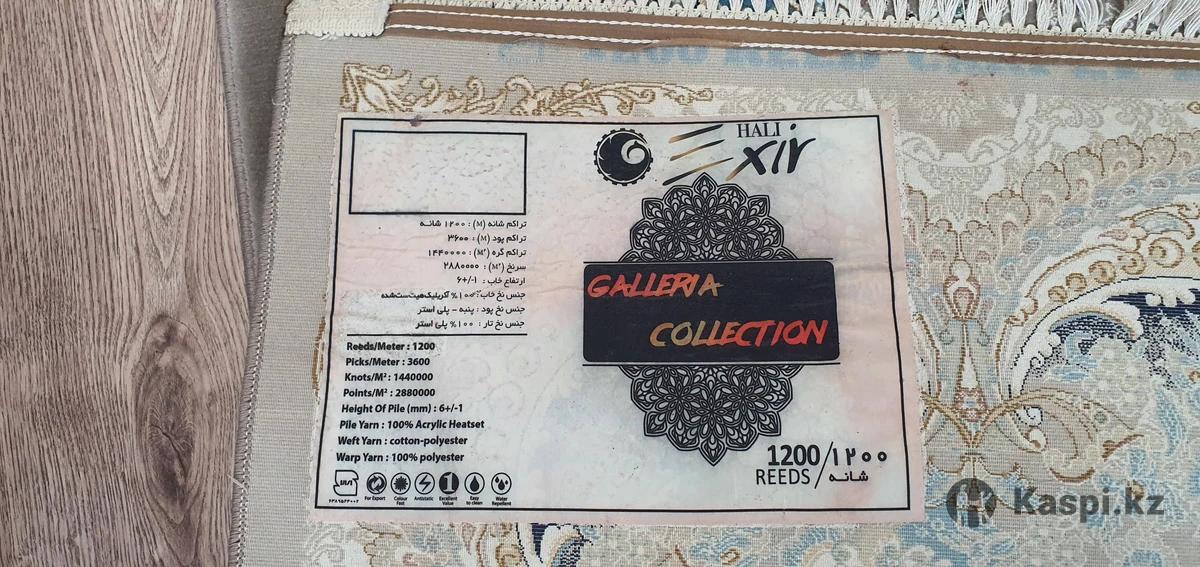 HALI
Exir
تراکم شانه (M) : ۱۲۰۰ شانه
تراکم پود (M) : ۳۶۰۰
تراکم گره (M²) : ۱۴۴۰۰۰۰
سرنخ (M²) : ۲۸۸۰۰۰۰
ارتفاع خاب : ۶+/-۱
جنس نخ خاب : ۱۰۰% آکریلیک هیت ست شده
جنس نخ پود : پنبه - پلی استر
جنس نخ تار : ۱۰۰% پلی استر
GALLERIA
COLLECTION
Reeds/Meter : 1200
Picks/Meter : 3600
Knots/M² : 1440000
Points/M² : 2880000
Height Of Pile (mm) : 6+/-1
Pile Yarn : 100% Acrylic Heatset
Weft Yarn : cotton-polyester
Warp Yarn : 100% polyester
For Export
Colour Fast
Antistatic
1 Excellent Value
Easy to clean
Water Repellent
1200/۱۲۰۰
REEDS/شانه
Kaspi.kz